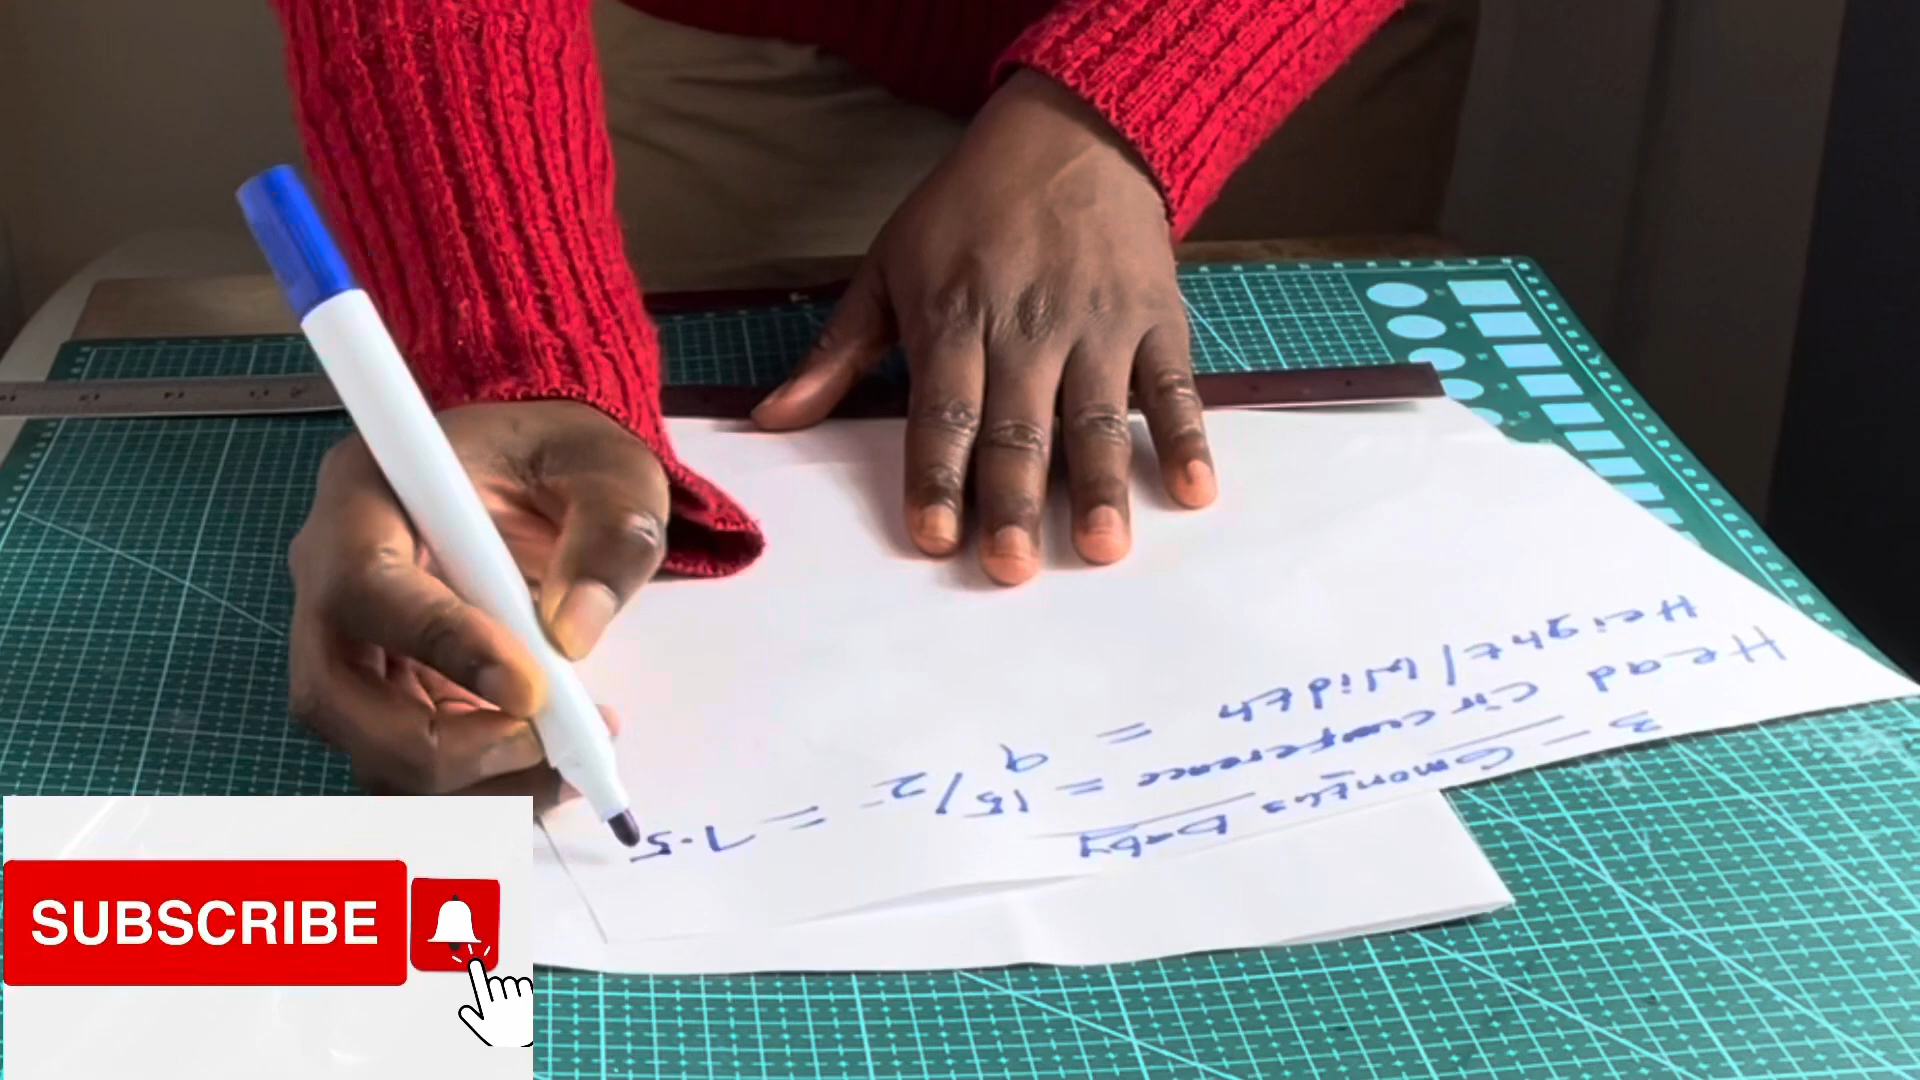 3 - 6months baby
Head circumference = 15/2 = 7.5
Height/Width = 9
SUBSCRIBE